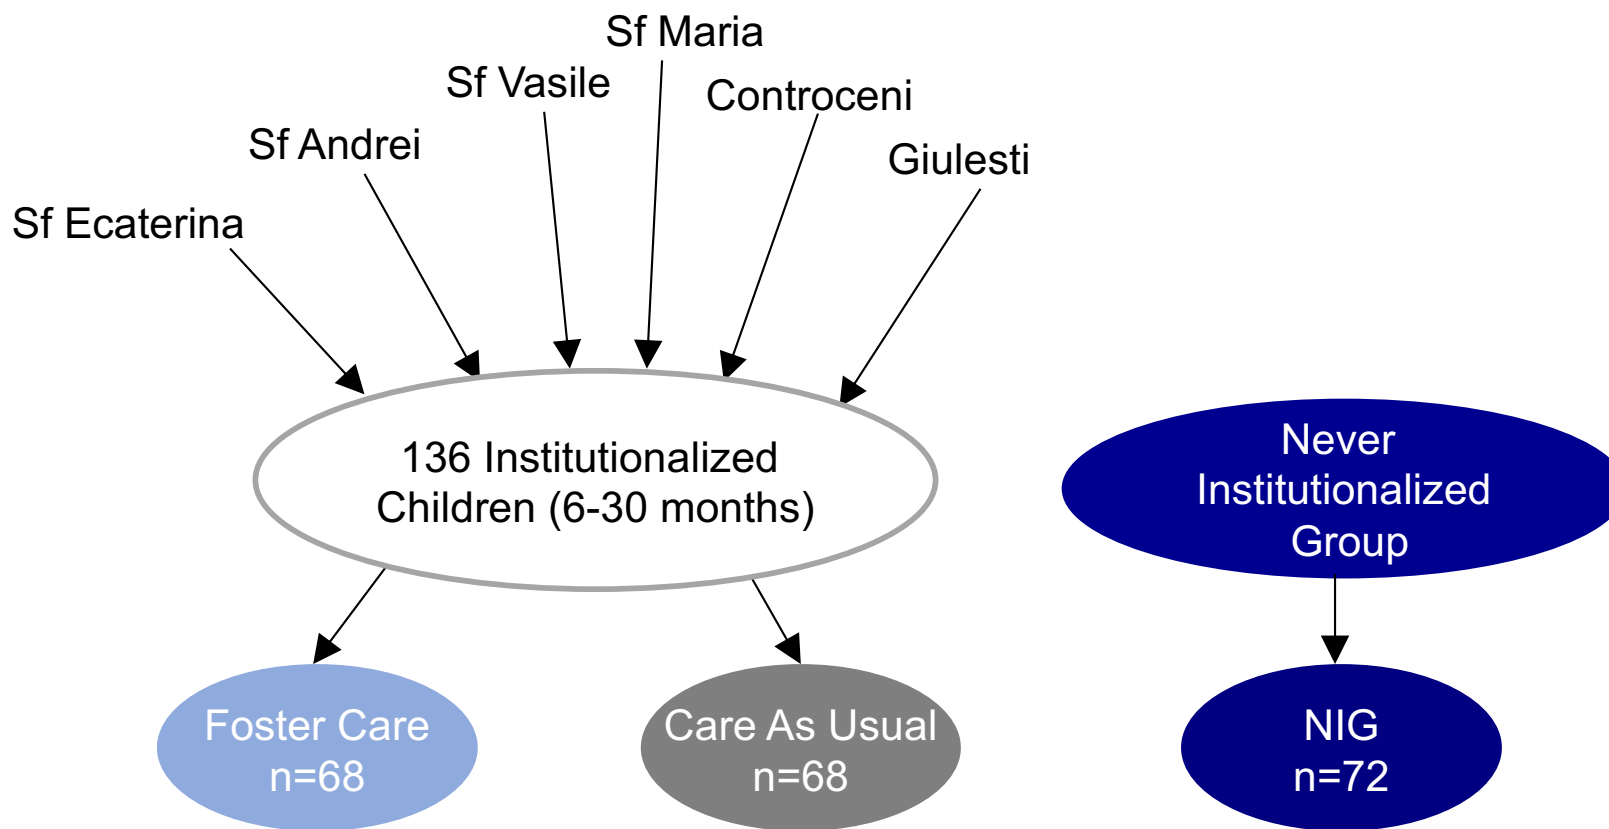 Sf Maria
Sf Vasile
Controceni
Sf Andrei
Giulesti
Sf Ecaterina
136 Institutionalized
Children (6-30 months)
Never
Institutionalized
Group
Foster Care
n=68
Care As Usual
n=68
NIG
n=72